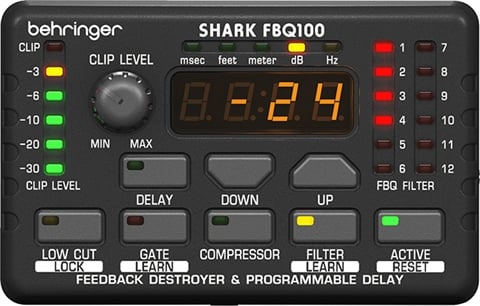 behringer
SHARK FBQ100
CLIP
-3
-6
-10
-20
-30
CLIP LEVEL
CLIP LEVEL
MIN MAX
msec feet meter dB Hz
-24
1 7
2 8
3 9
4 10
5 11
6 12
FBQ FILTER
DELAY DOWN UP
LOW CUT GATE COMPRESSOR FILTER ACTIVE
LOCK LEARN LEARN RESET
FEEDBACK DESTROYER & PROGRAMMABLE DELAY